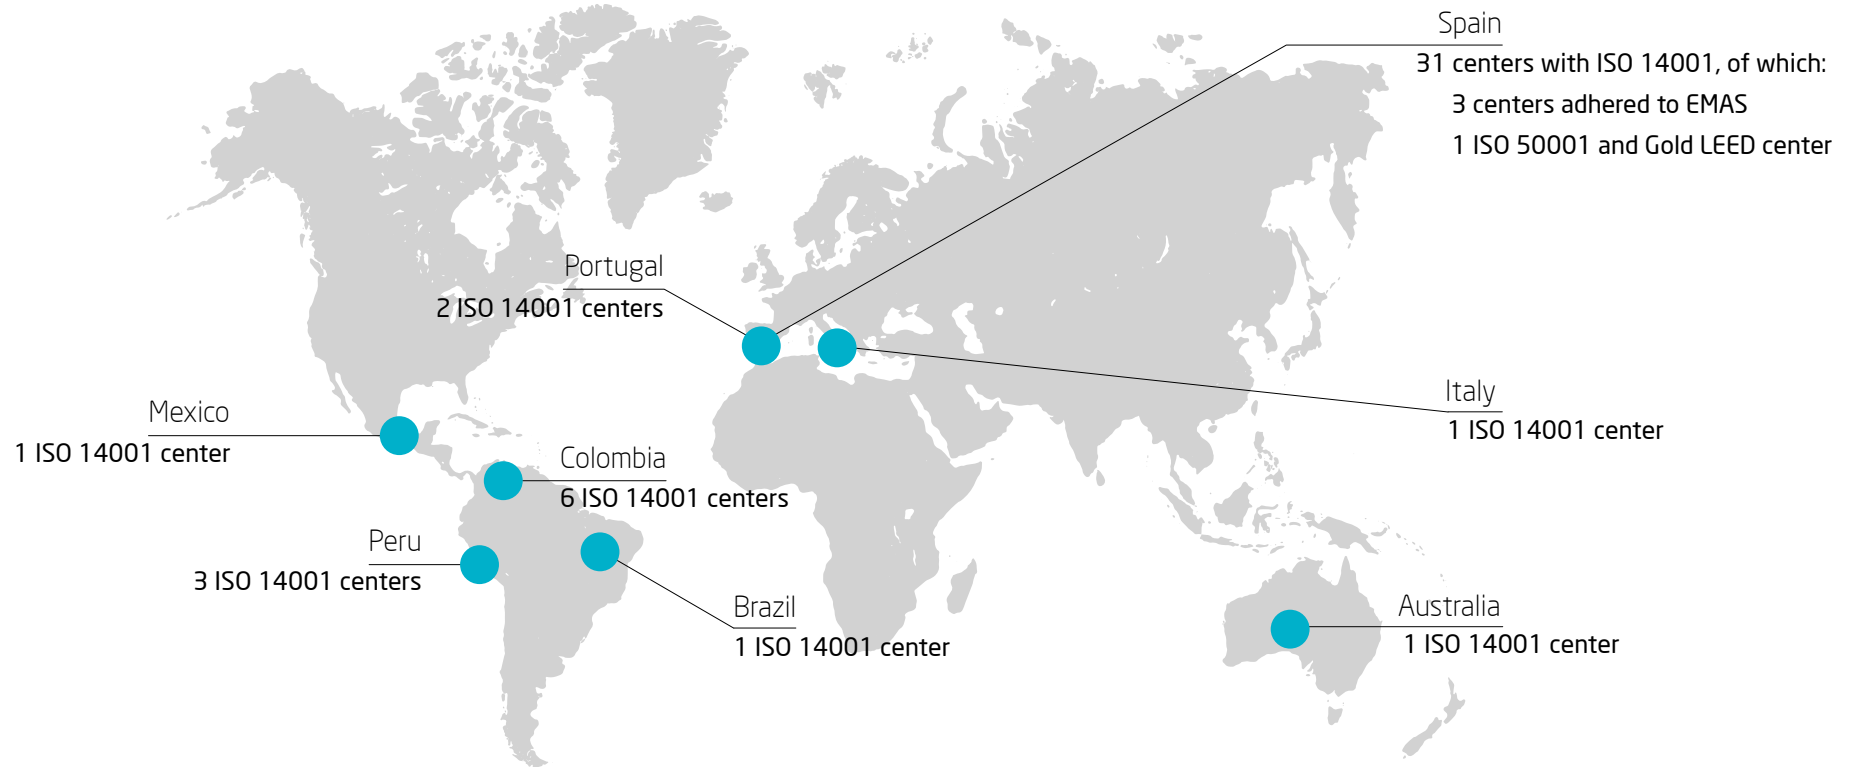 Spain
31 centers with ISO 14001, of which:
3 centers adhered to EMAS
1 ISO 50001 and Gold LEED center
Portugal
2 ISO 14001 centers
Italy
1 ISO 14001 center
Mexico
1 ISO 14001 center
Colombia
6 ISO 14001 centers
Peru
3 ISO 14001 centers
Brazil
1 ISO 14001 center
Australia
1 ISO 14001 center